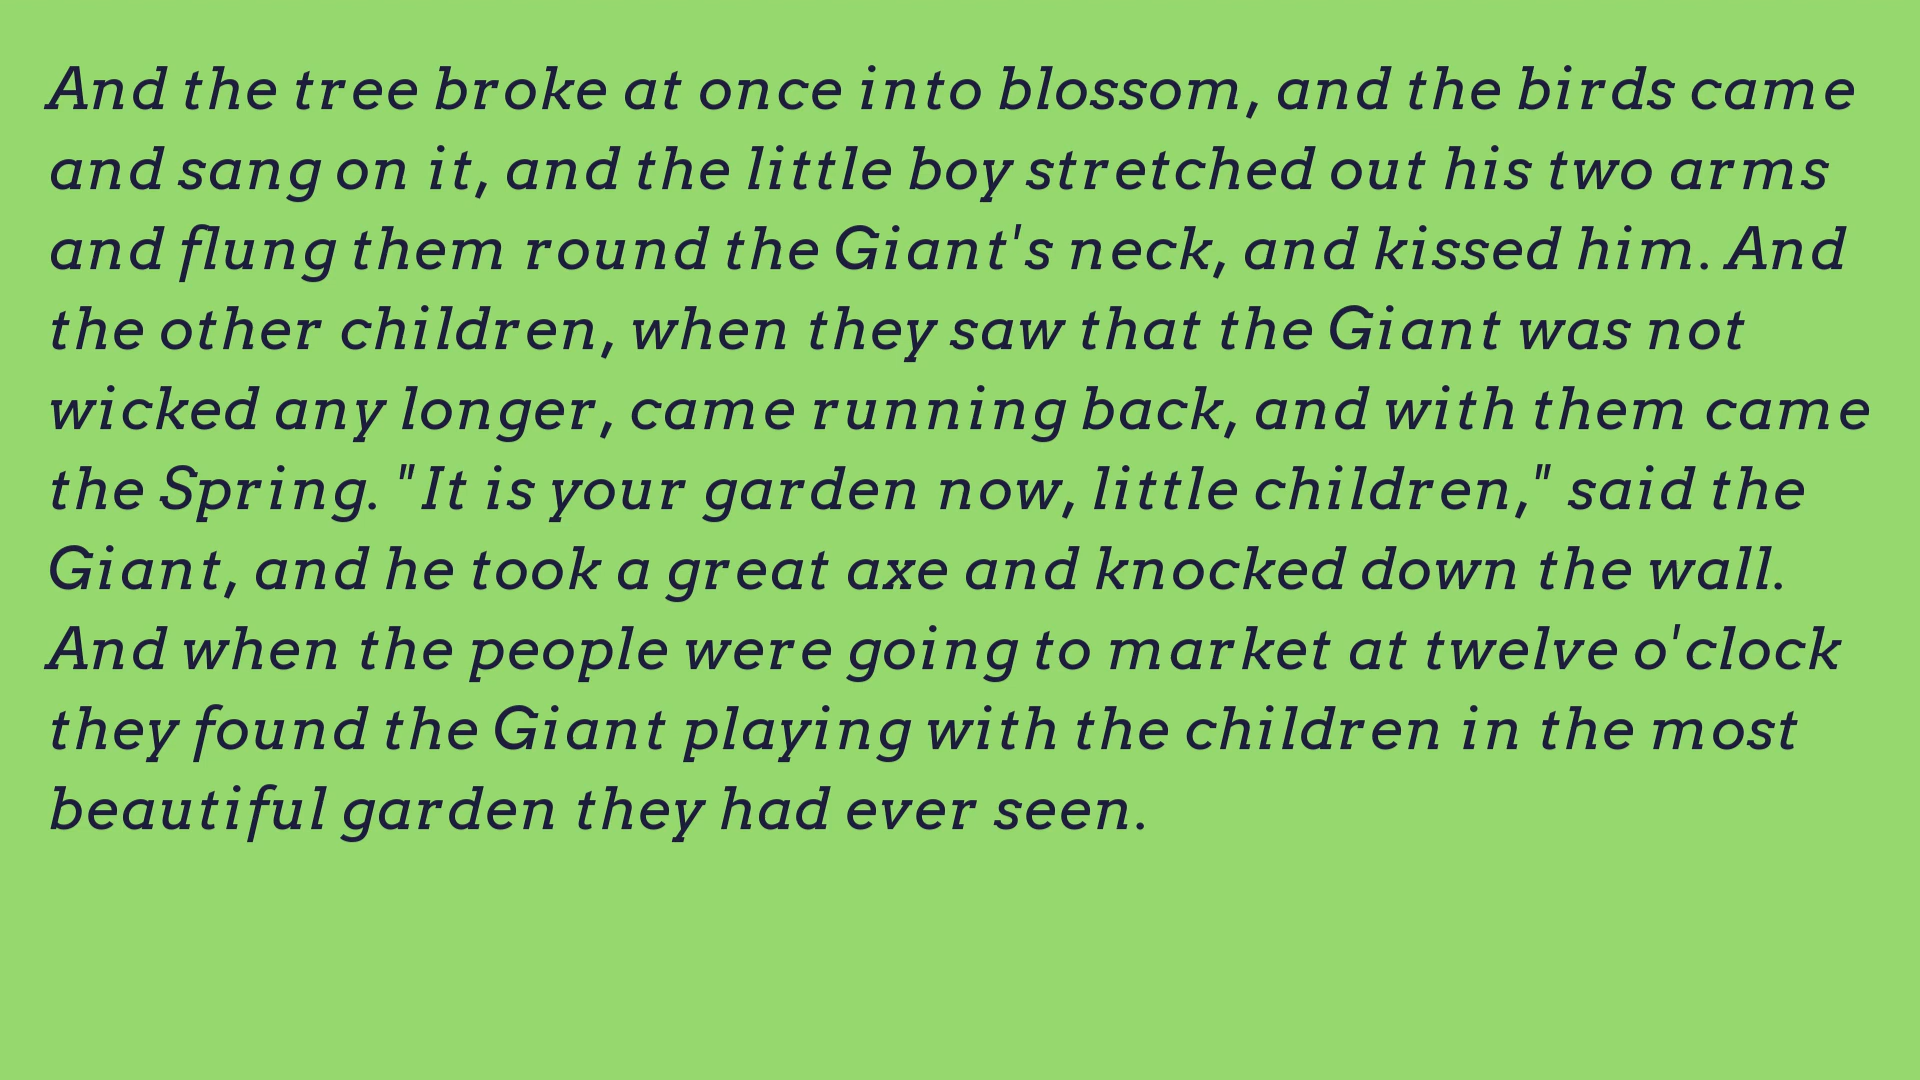 And the tree broke at once into blossom, and the birds came
and sang on it, and the little boy stretched out his two arms
and flung them round the Giant's neck, and kissed him. And
the other children, when they saw that the Giant was not
wicked any longer, came running back, and with them came
the Spring. "It is your garden now, little children," said the
Giant, and he took a great axe and knocked down the wall.
And when the people were going to market at twelve o'clock
they found the Giant playing with the children in the most
beautiful garden they had ever seen.